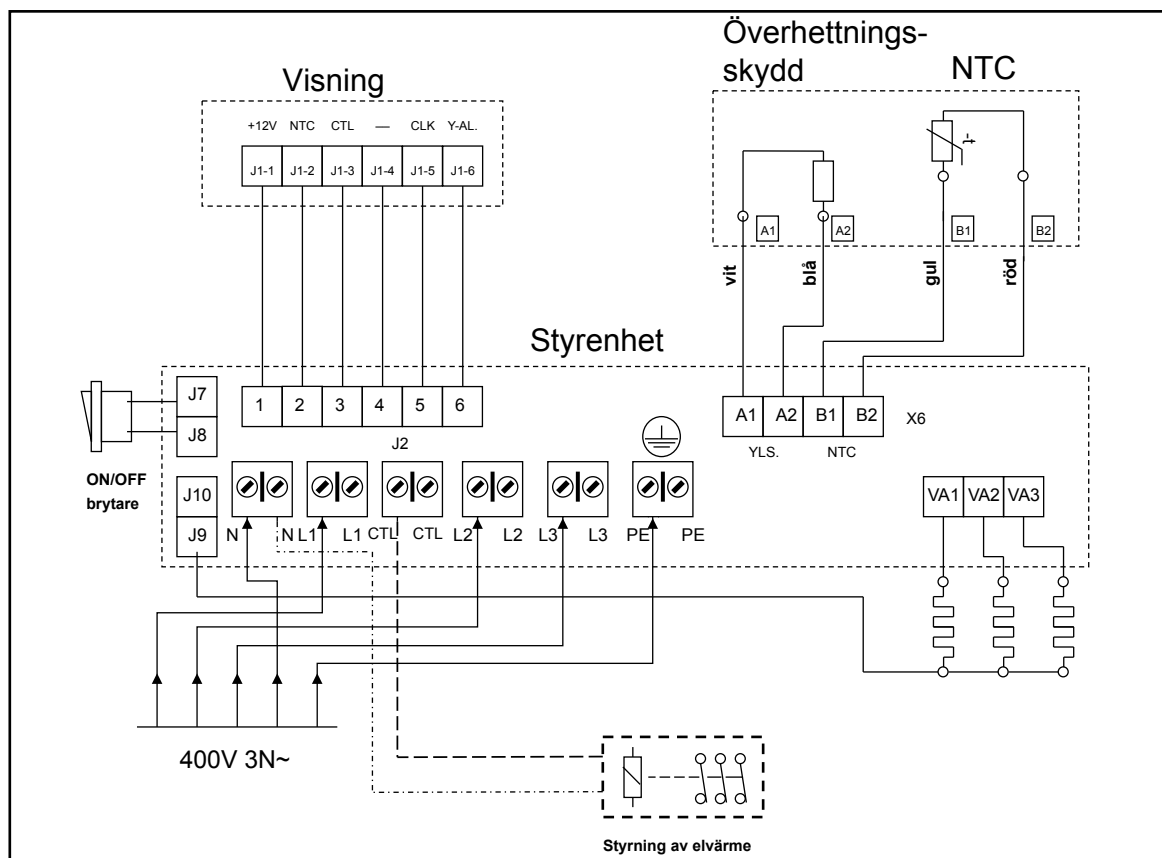 Överhettnings-
skydd
NTC
Visning
+12V NTC CTL — CLK Y-AL.
J1-1 J1-2 J1-3 J1-4 J1-5 J1-6
A1 A2 B1 B2
vit blå gul röd
Styrenhet
J7
J8
1 2 3 4 5 6
J2
A1 A2 B1 B2 X6
YLS. NTC
ON/OFF
brytare
J10
J9
N N L1 L1 CTL CTL L2 L2 L3 L3 PE PE
VA1 VA2 VA3
400V 3N~
Styrning av elvärme